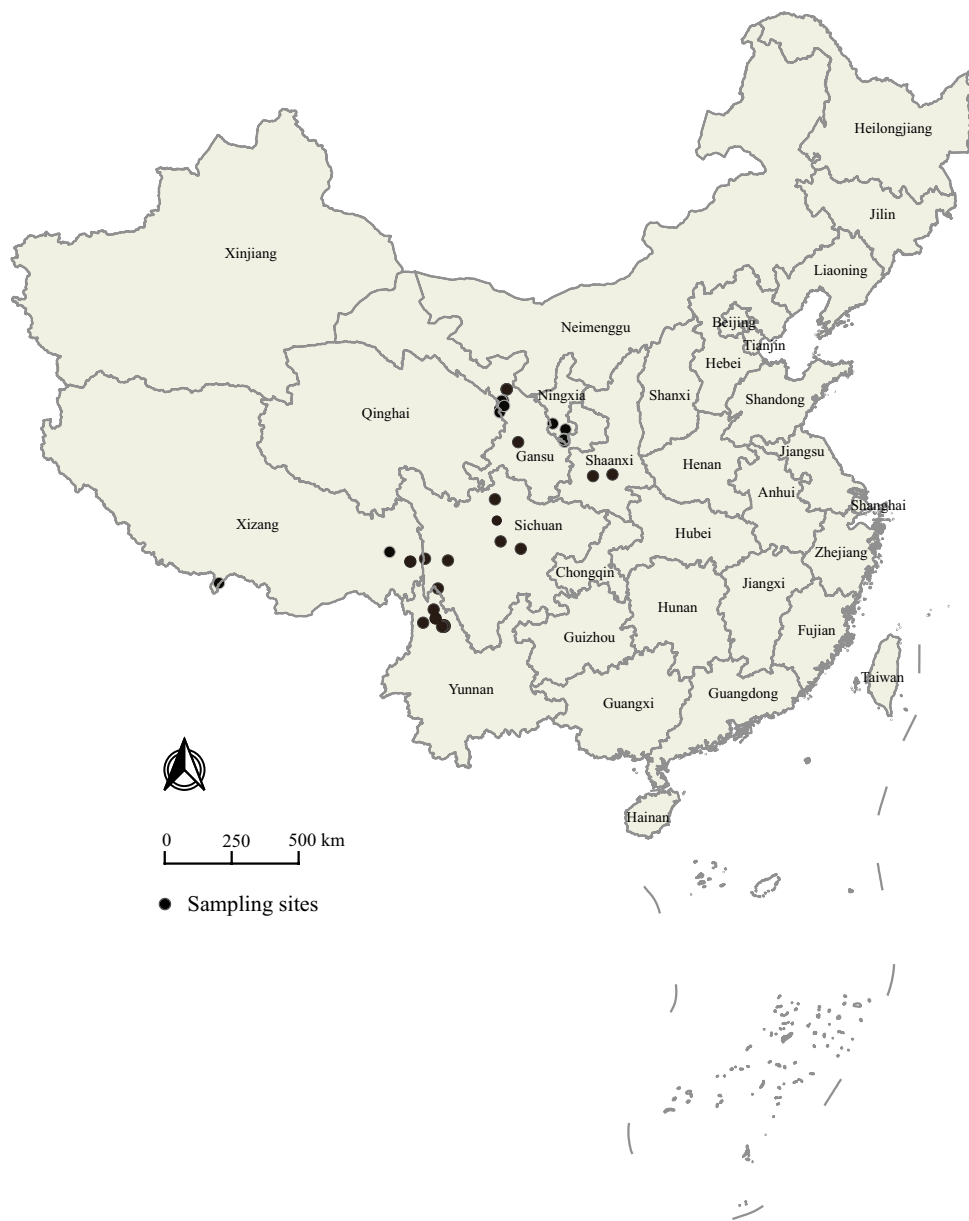 Heilongjiang
Jilin
Xinjiang
Liaoning
Neimenggu
Beijing
Tianjin
Hebei
Ningxia
Shanxi
Shandong
Qinghai
Gansu
Shaanxi
Henan
Jiangsu
Anhui
Shanghai
Xizang
Sichuan
Hubei
Zhejiang
Chongqin
Jiangxi
Hunan
Guizhou
Fujian
Taiwan
Yunnan
Guangxi
Guangdong
Hainan
0 250 500 km
Sampling sites